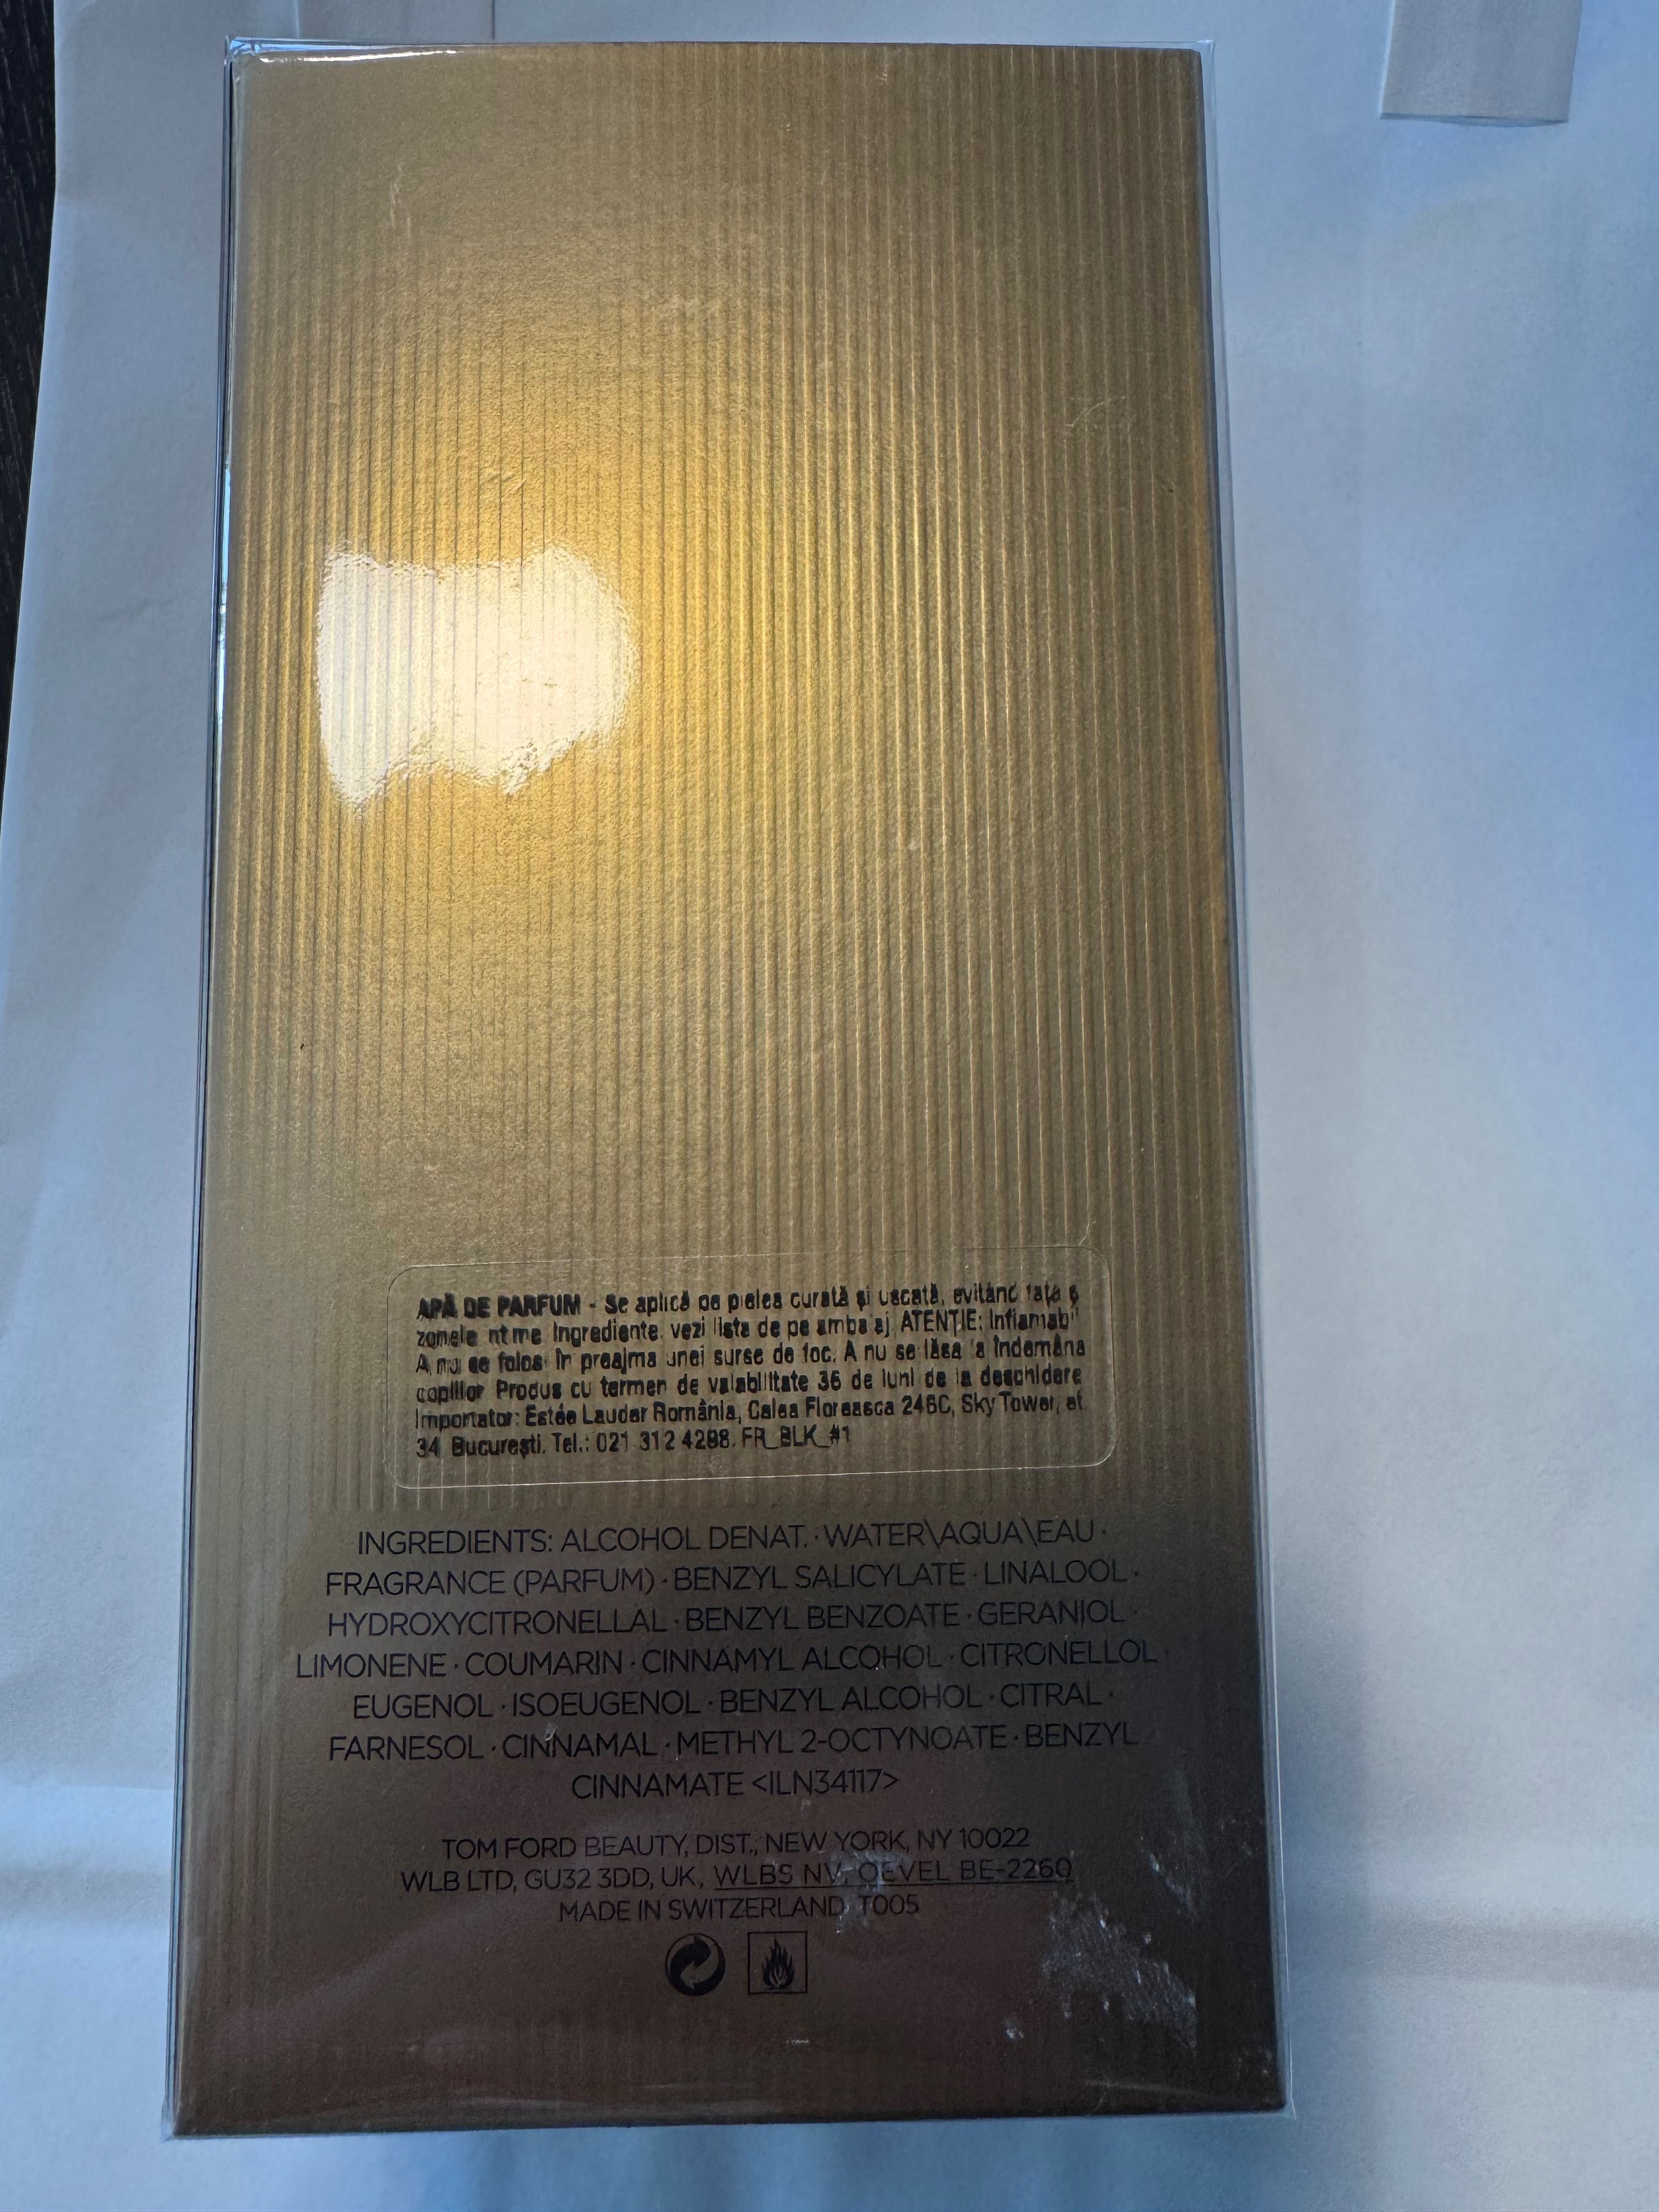 APĂ DE PARFUM - Se aplică pe pielea curată și uscată, evitând fața ș
zonele ntme Ingrediente. vezi lista de pe ambalaj. ATENȚIE: Inflamabil
A nu se folosi în preajma unei surse de foc. A nu se lăsa la îndemâna
copiilor Produs cu termen de valabilitate 36 de luni de la deschidere
Importator: Estée Lauder România, Calea Floreasca 246C, Sky Tower, et.
34 București. Tel.: 021 312 4288. FR_BLK_#1
INGREDIENTS: ALCOHOL DENAT. · WATER\AQUA\EAU ·
FRAGRANCE (PARFUM) · BENZYL SALICYLATE · LINALOOL ·
HYDROXYCITRONELLAL · BENZYL BENZOATE · GERANIOL ·
LIMONENE · COUMARIN · CINNAMYL ALCOHOL · CITRONELLOL ·
EUGENOL · ISOEUGENOL · BENZYL ALCOHOL · CITRAL ·
FARNESOL · CINNAMAL · METHYL 2-OCTYNOATE · BENZYL
CINNAMATE <ILN34117>
TOM FORD BEAUTY, DIST., NEW YORK, NY 10022
WLB LTD, GU32 3DD, UK, WLBS NV, OEVEL BE-2260
MADE IN SWITZERLAND T005